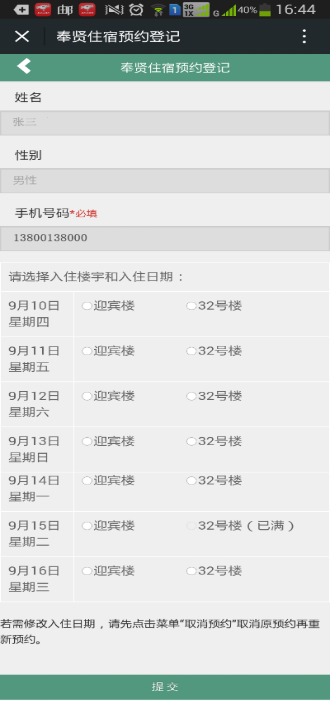 3G
1X
G
40%
16:44
奉贤住宿预约登记
奉贤住宿预约登记
姓名
张三
性别
男性
手机号码*必填
13800138000
请选择入住楼宇和入住日期：
9月10日 迎宾楼 32号楼
星期四
9月11日 迎宾楼 32号楼
星期五
9月12日 迎宾楼 32号楼
星期六
9月13日 迎宾楼 32号楼
星期日
9月14日 迎宾楼 32号楼
星期一
9月15日 迎宾楼 32号楼（已满）
星期二
9月16日 迎宾楼 32号楼
星期三
若需修改入住日期，请先点击菜单“取消预约”取消原预约再重
新预约。
提交